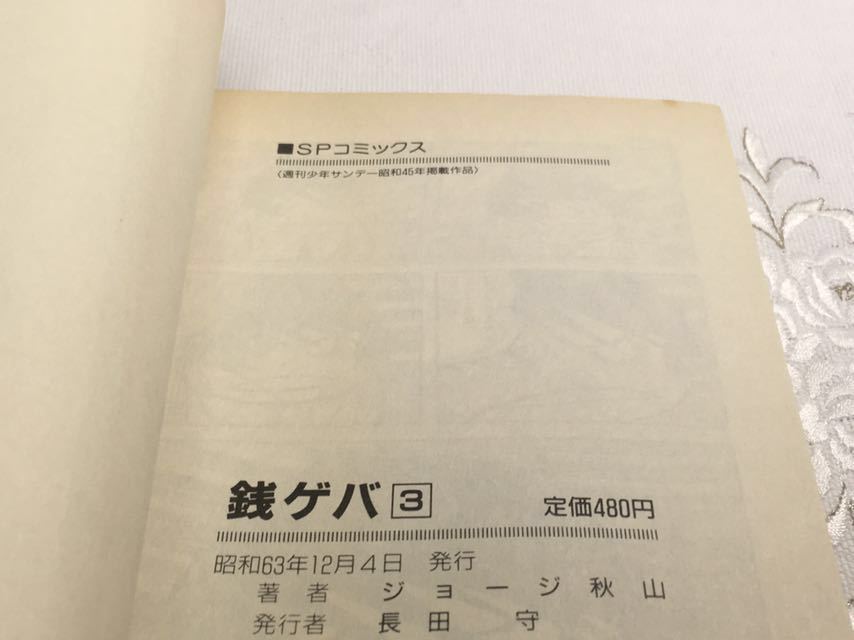 ■SPコミックス
〈週刊少年サンデー昭和45年掲載作品〉
銭ゲバ 3 定価480円
昭和63年12月4日 発行
著者 ジョージ秋山
発行者 長田 守